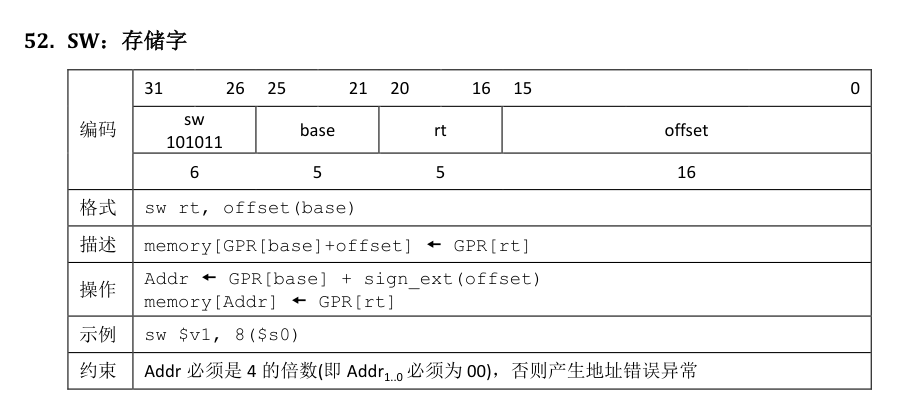 52. SW：存储字
31 26 25 21 20 16 15 0
编码
sw
101011
base rt offset
6 5 5 16
格式 sw rt, offset(base)
描述 memory[GPR[base]+offset] ← GPR[rt]
操作
Addr ← GPR[base] + sign_ext(offset)
memory[Addr] ← GPR[rt]
示例 sw $v1, 8($s0)
约束 Addr 必须是 4 的倍数(即 Addr1..0 必须为 00)，否则产生地址错误异常